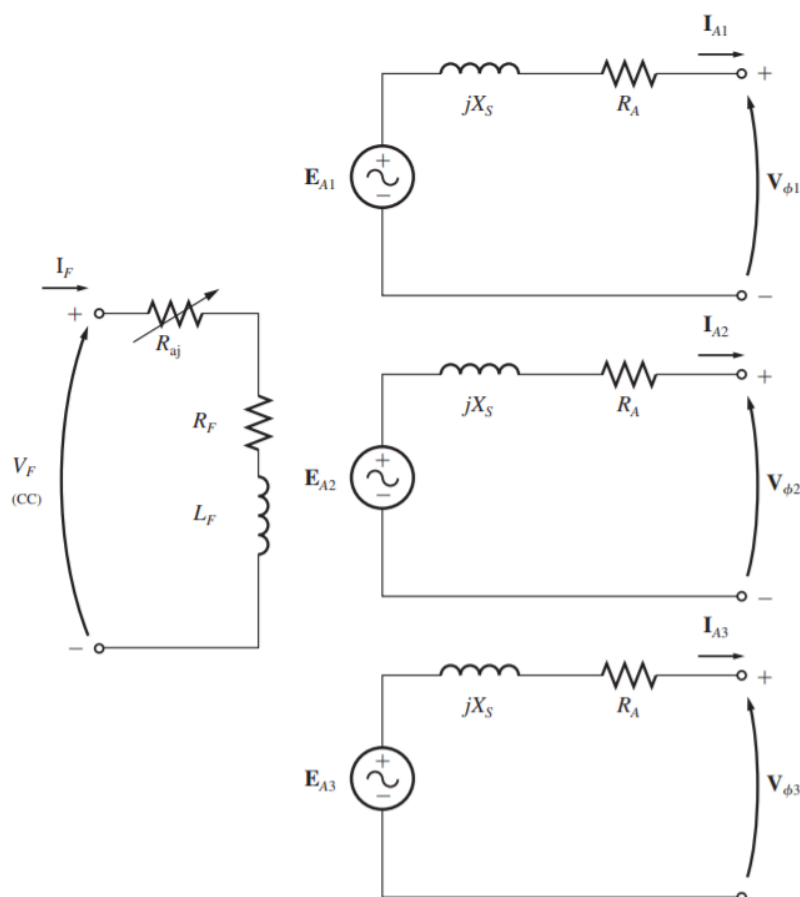 I_A1
+
jX_S
R_A
E_A1
+
−
V_ϕ1
−
I_F
+
R_aj
R_F
V_F
(CC)
L_F
−
I_A2
+
jX_S
R_A
E_A2
+
−
V_ϕ2
−
I_A3
+
jX_S
R_A
E_A3
+
−
V_ϕ3